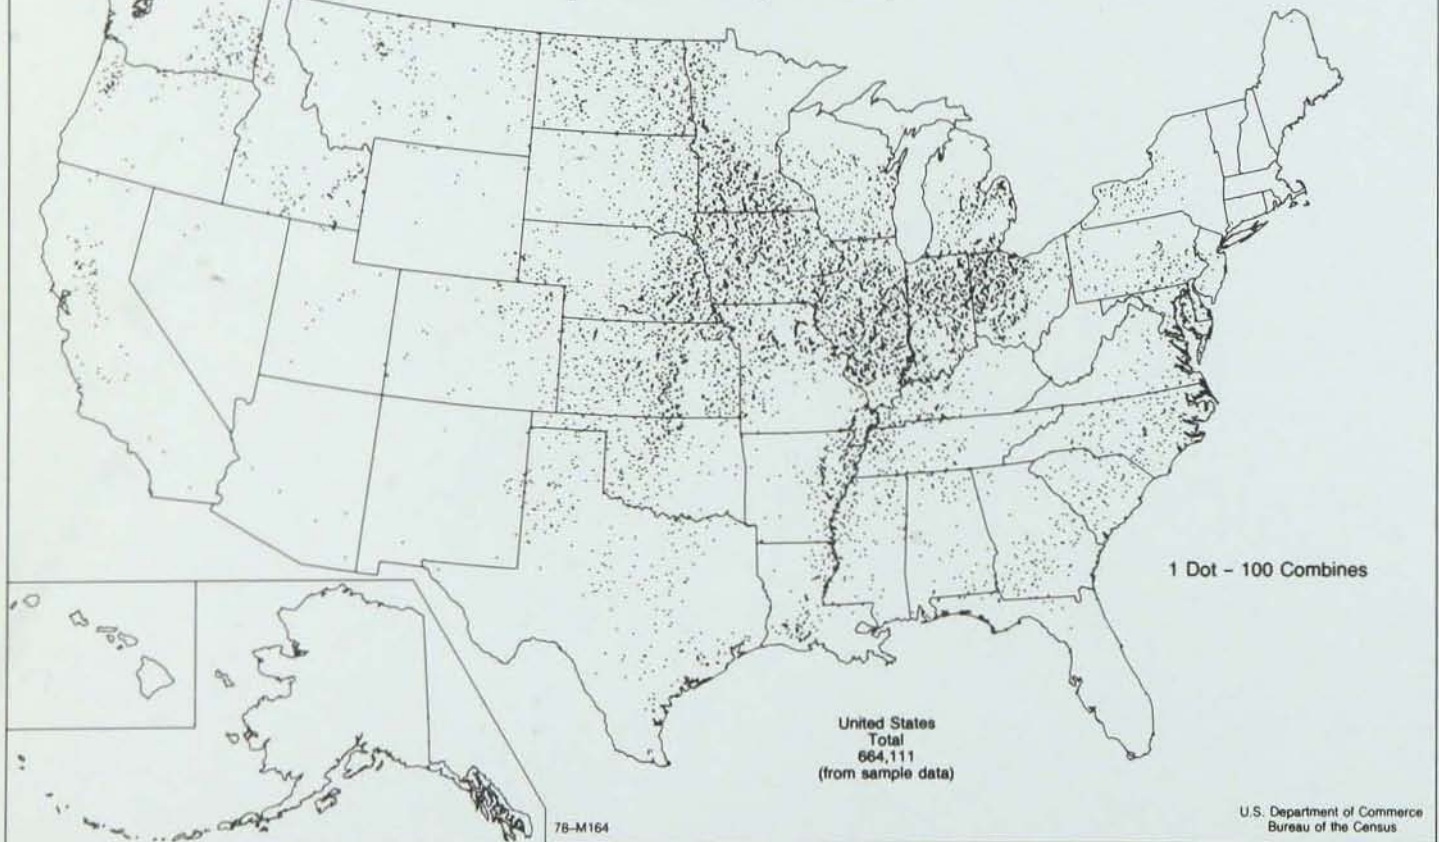 1 Dot – 100 Combines
United States
Total
664,111
(from sample data)
78–M164
U.S. Department of Commerce
Bureau of the Census